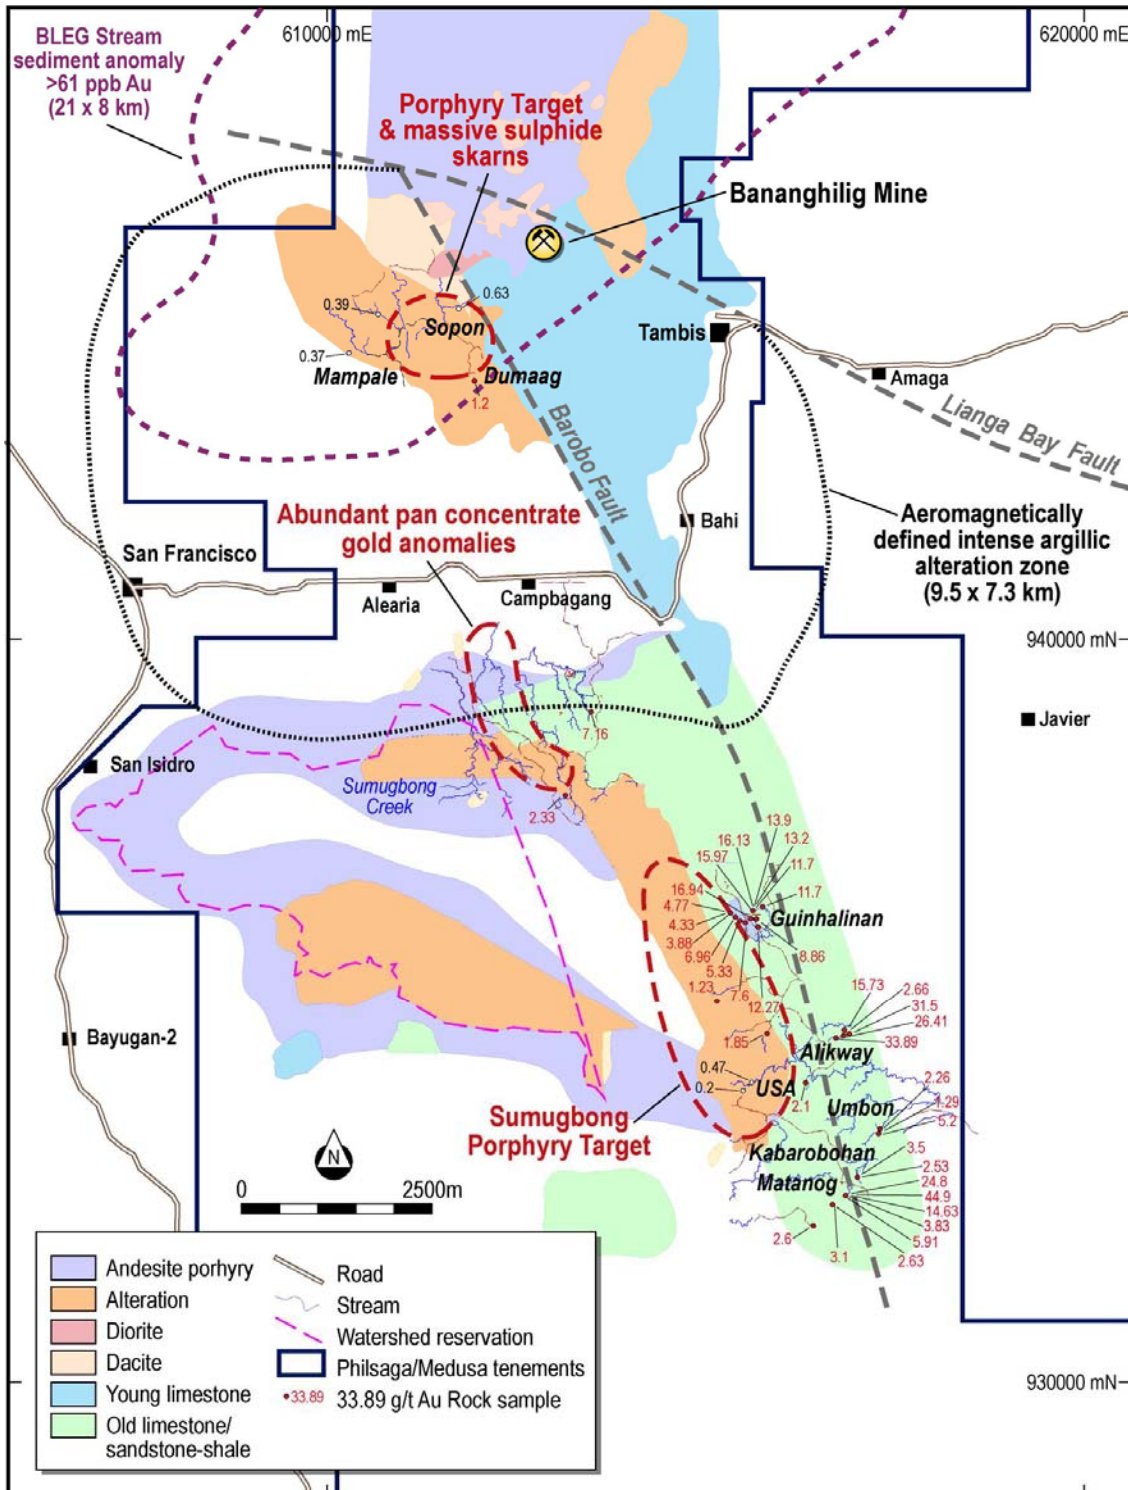 610000 mE
620000 mE
BLEG Stream
sediment anomaly
>61 ppb Au
(21 x 8 km)
Porphyry Target
& massive sulphide
skarns
Bananghilig Mine
0.39
0.63
Sopon
Tambis
0.37
Mampale
Dumaag
1.2
Amaga
Lianga Bay Fault
Barobo Fault
Abundant pan concentrate
gold anomalies
Bahi
Aeromagnetically
defined intense argillic
alteration zone
(9.5 x 7.3 km)
San Francisco
Alearia
Campbagang
940000 mN
7.16
Javier
San Isidro
Sumugbong
Creek
2.33
13.9
16.13
13.2
15.97
11.7
16.94
11.7
4.77
Guinhalinan
4.33
3.88
6.96
8.86
5.33
1.23
7.6
12.27
15.73
2.66
31.5
26.41
33.89
Bayugan-2
1.85
Alikway
0.47
0.2
USA
2.1
2.26
Umbon
1.29
5.2
Sumugbong
Porphyry Target
Kabarobohan
3.5
2.53
Matanog
24.8
44.9
14.63
3.83
5.91
2.63
2.6
3.1
N
0
2500m
Andesite porhyry
Alteration
Diorite
Dacite
Young limestone
Old limestone/
sandstone-shale
Road
Stream
Watershed reservation
Philsaga/Medusa tenements
33.89
33.89 g/t Au Rock sample
930000 mN